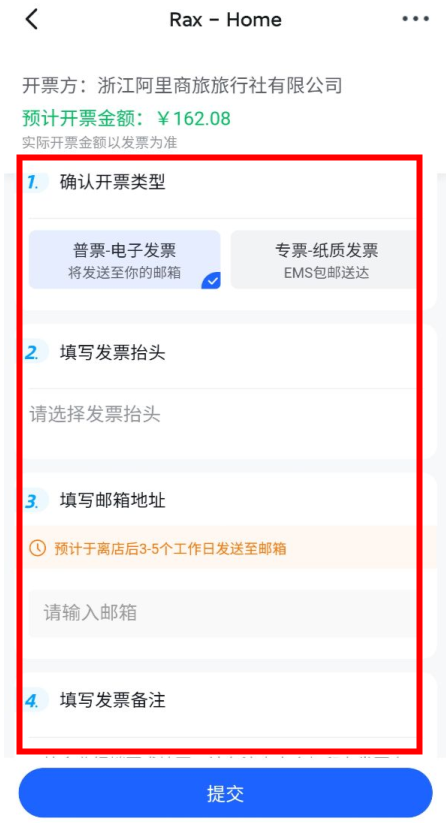 Rax - Home
开票方：浙江阿里商旅旅行社有限公司
预计开票金额：￥162.08
实际开票金额以发票为准
1. 确认开票类型
普票-电子发票
将发送至你的邮箱
专票-纸质发票
EMS包邮送达
2. 填写发票抬头
请选择发票抬头
3. 填写邮箱地址
预计于离店后3-5个工作日发送至邮箱
请输入邮箱
4. 填写发票备注
提交